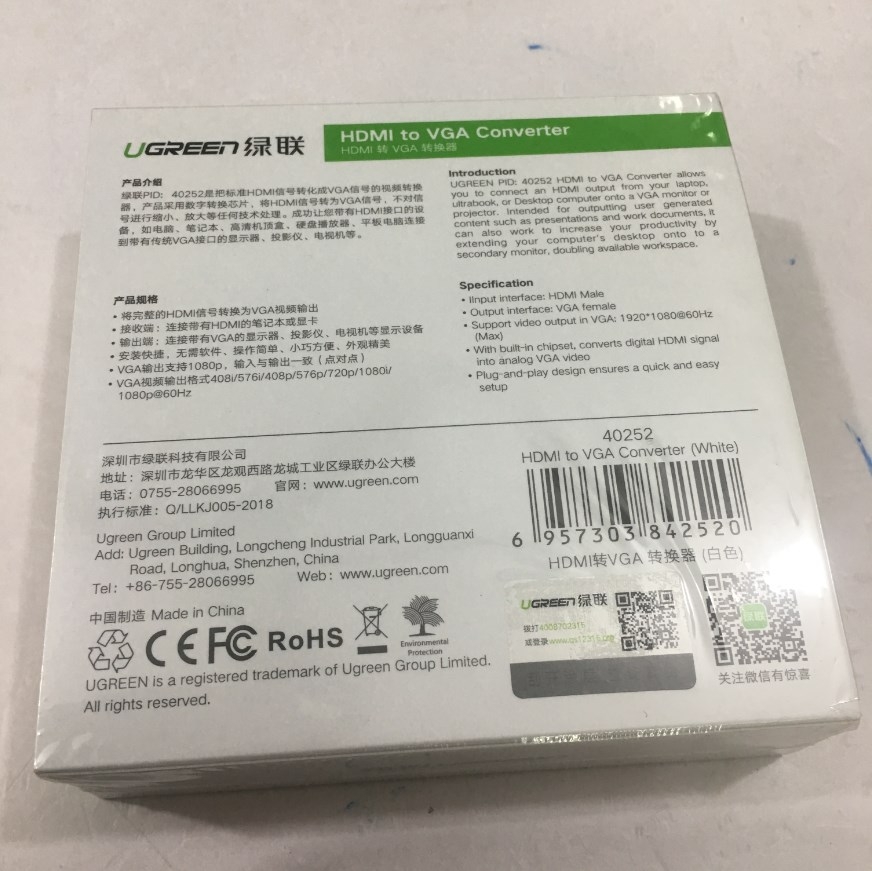 UGREEN 绿联
HDMI to VGA Converter
HDMI 转 VGA 转换器
产品介绍
绿联PID: 40252是把标准HDMI信号转化成VGA信号的视频转换
器，产品采用数字转换芯片，将HDMI信号转为VGA信号，不对信
号进行缩小、放大等任何技术处理。成功让您带有HDMI接口的设
备，如电脑、笔记本、高清机顶盒、硬盘播放器、平板电脑连接
到带有传统VGA接口的显示器、投影仪、电视机等。
Introduction
UGREEN PID: 40252 HDMI to VGA Converter allows
you to connect an HDMI output from your laptop,
ultrabook, or Desktop computer onto a VGA monitor or
projector. Intended for outputting user generated
content such as presentations and work documents, it
can also work to increase your productivity by
extending your computer's desktop onto to a
secondary monitor, doubling available workspace.
产品规格
• 将完整的HDMI信号转换为VGA视频输出
• 接收端：连接带有HDMI的笔记本或显卡
• 输出端：连接带有VGA的显示器、投影仪、电视机等显示设备
• 安装快捷，无需软件、操作简单、小巧方便、外观精美
• VGA输出支持1080p，输入与输出一致（点对点）
• VGA视频输出格式408i/576i/408p/576p/720p/1080i/
1080p@60Hz
Specification
• IInput interface: HDMI Male
• Output interface: VGA female
• Support video output in VGA: 1920*1080@60Hz
(Max)
• With built-in chipset, converts digital HDMI signal
into analog VGA video
• Plug-and-play design ensures a quick and easy
setup
深圳市绿联科技有限公司
地址：深圳市龙华区龙观西路龙城工业区绿联办公大楼
电话：0755-28066995 官网：www.ugreen.com
执行标准：Q/LLKJ005-2018
Ugreen Group Limited
Add: Ugreen Building, Longcheng Industrial Park, Longguanxi
Road, Longhua, Shenzhen, China
Tel: +86-755-28066995 Web: www.ugreen.com
中国制造 Made in China
CE FC RoHS
Environmental
Protection
UGREEN is a registered trademark of Ugreen Group Limited.
All rights reserved.
40252
HDMI to VGA Converter (White)
6 957303 842520
HDMI转VGA 转换器 (白色)
UGREEN 绿联
或登录
绿联
关注微信有惊喜